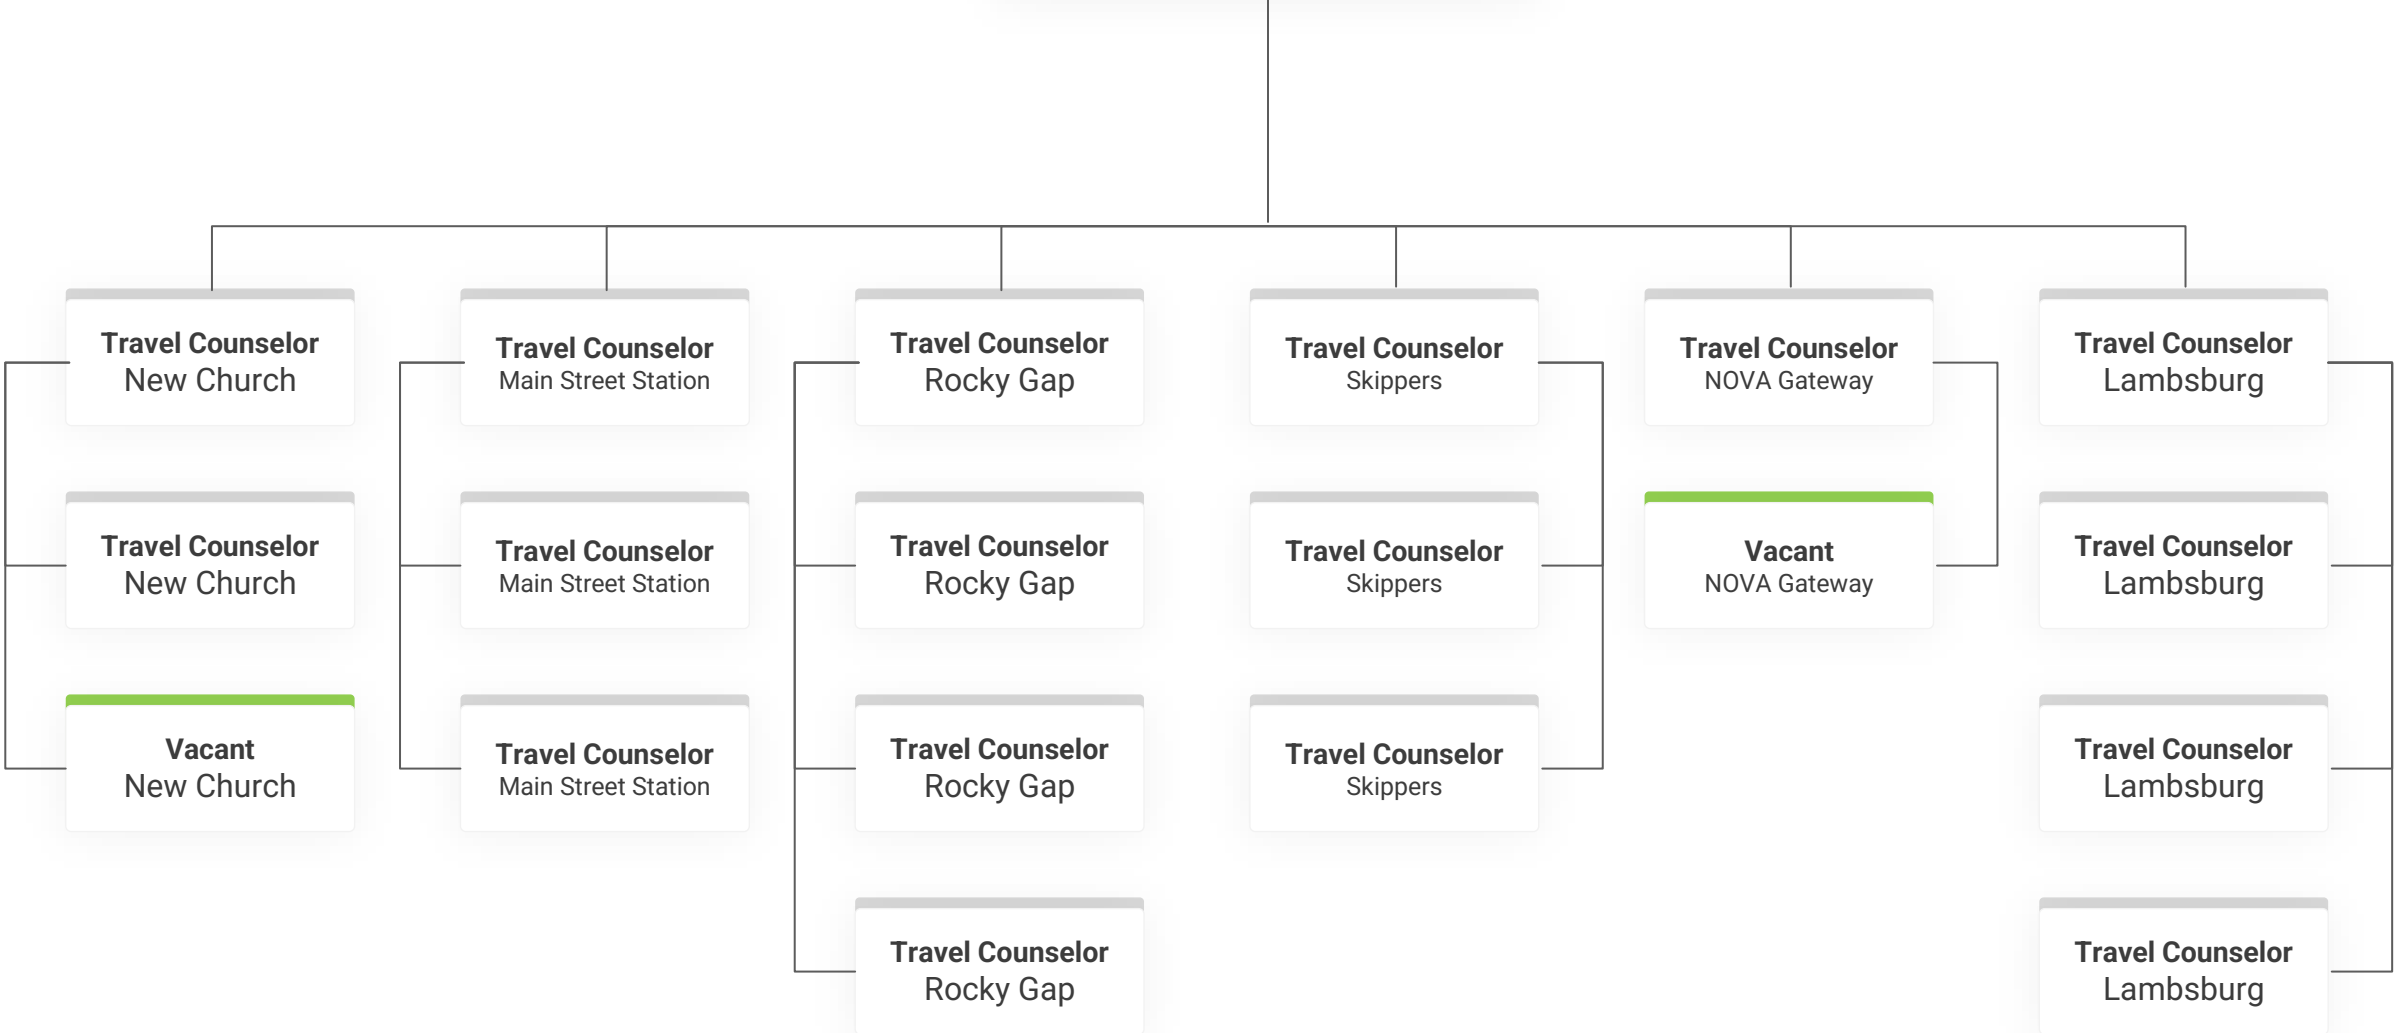 Travel Counselor
New Church
Travel Counselor
Main Street Station
Travel Counselor
Rocky Gap
Travel Counselor
Skippers
Travel Counselor
NOVA Gateway
Travel Counselor
Lambsburg
Travel Counselor
New Church
Travel Counselor
Main Street Station
Travel Counselor
Rocky Gap
Travel Counselor
Skippers
Vacant
NOVA Gateway
Travel Counselor
Lambsburg
Vacant
New Church
Travel Counselor
Main Street Station
Travel Counselor
Rocky Gap
Travel Counselor
Skippers
Travel Counselor
Lambsburg
Travel Counselor
Rocky Gap
Travel Counselor
Lambsburg